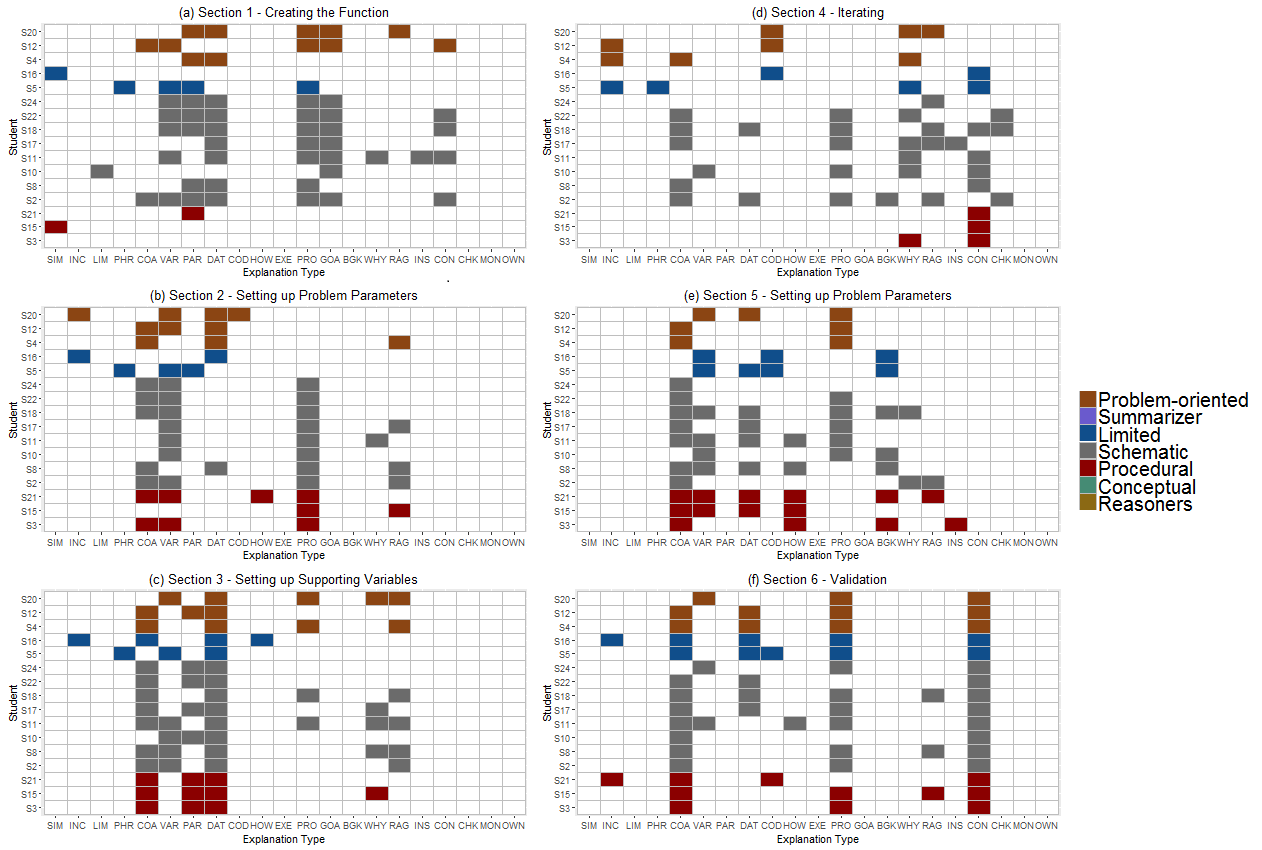 (a) Section 1 - Creating the Function
S20
S12
S4
S16
S5
S24
S22
S18
S17
S11
S10
S8
S2
S21
S15
S3
Student
SIM INC LIM PHR COA VAR PAR DAT COD HOW EXE PRO GOA BGK WHY RAG INS CON CHK MON OWN
Explanation Type
(b) Section 2 - Setting up Problem Parameters
S20
S12
S4
S16
S5
S24
S22
S18
S17
S11
S10
S8
S2
S21
S15
S3
Student
SIM INC LIM PHR COA VAR PAR DAT COD HOW EXE PRO GOA BGK WHY RAG INS CON CHK MON OWN
Explanation Type
(c) Section 3 - Setting up Supporting Variables
S20
S12
S4
S16
S5
S24
S22
S18
S17
S11
S10
S8
S2
S21
S15
S3
Student
SIM INC LIM PHR COA VAR PAR DAT COD HOW EXE PRO GOA BGK WHY RAG INS CON CHK MON OWN
Explanation Type
(d) Section 4 - Iterating
S20
S12
S4
S16
S5
S24
S22
S18
S17
S11
S10
S8
S2
S21
S15
S3
Student
SIM INC LIM PHR COA VAR PAR DAT COD HOW EXE PRO GOA BGK WHY RAG INS CON CHK MON OWN
Explanation Type
(e) Section 5 - Setting up Problem Parameters
S20
S12
S4
S16
S5
S24
S22
S18
S17
S11
S10
S8
S2
S21
S15
S3
Student
SIM INC LIM PHR COA VAR PAR DAT COD HOW EXE PRO GOA BGK WHY RAG INS CON CHK MON OWN
Explanation Type
(f) Section 6 - Validation
S20
S12
S4
S16
S5
S24
S22
S18
S17
S11
S10
S8
S2
S21
S15
S3
Student
SIM INC LIM PHR COA VAR PAR DAT COD HOW EXE PRO GOA BGK WHY RAG INS CON CHK MON OWN
Explanation Type
Problem-oriented
Summarizer
Limited
Schematic
Procedural
Conceptual
Reasoners